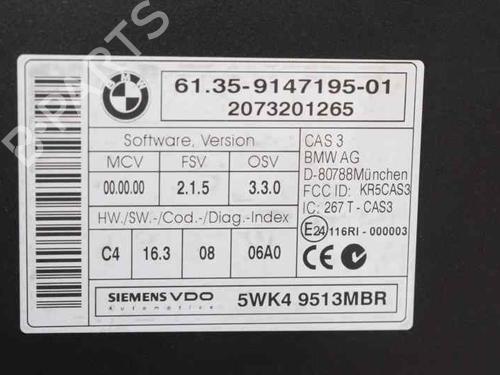 BMW
61.35-9147195-01
2073201265
Software, Version
MCV FSV OSV
00.00.00 2.1.5 3.3.0
HW./SW.-/Cod.-/Diag.-Index
C4 16.3 08 06A0
CAS 3
BMW AG
D-80788München
FCC ID: KR5CAS3
IC: 267 T - CAS3
E24 116RI - 000003
CE
SIEMENS VDO
Automotive
5WK4 9513MBR
B-PARTS